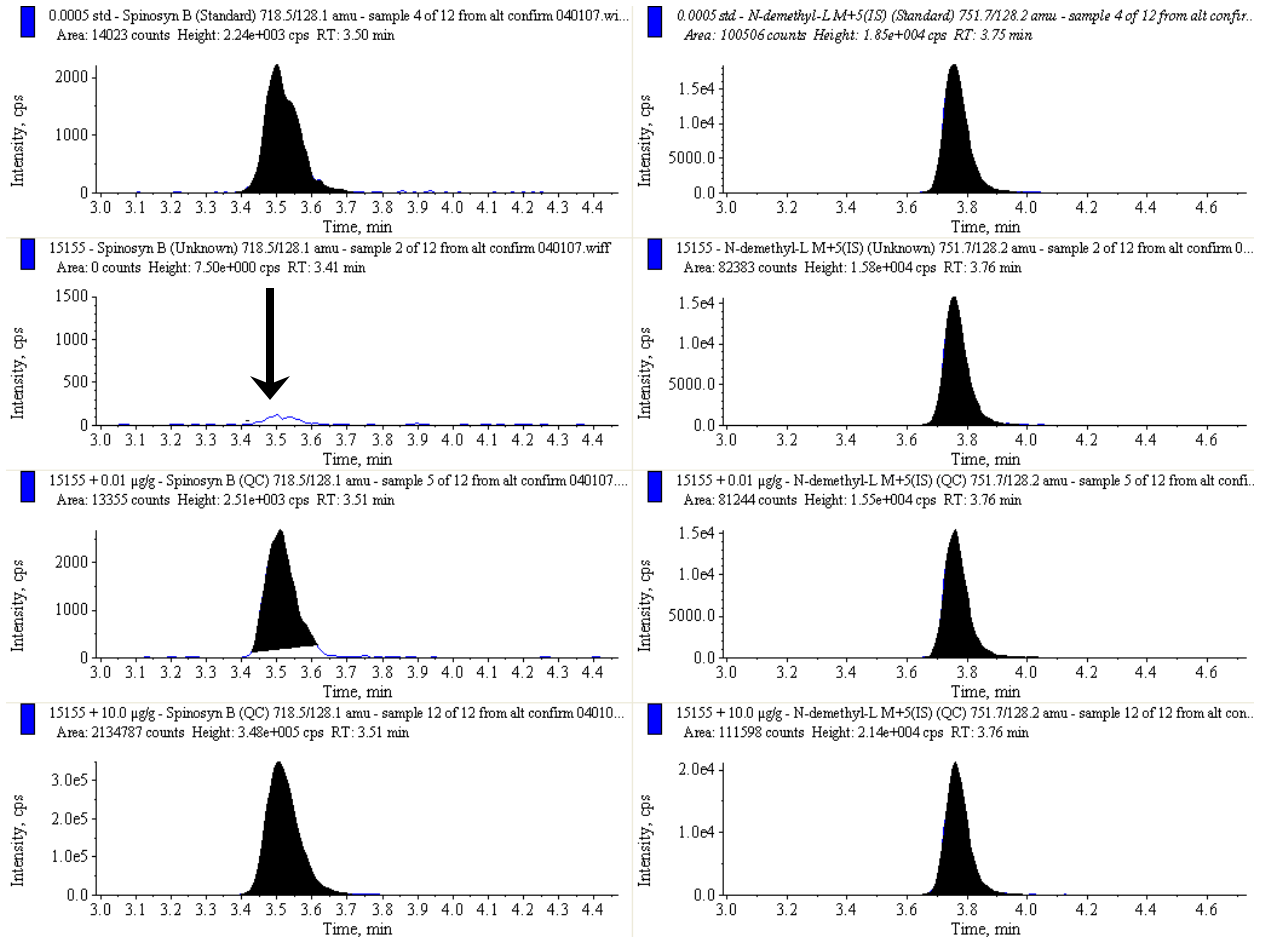 0.0005 std - Spinosyn B (Standard) 718.5/128.1 amu - sample 4 of 12 from alt confirm 040107.wi...
Area: 14023 counts Height: 2.24e+003 cps RT: 3.50 min
Intensity, cps
2000
1000
0
3.0 3.1 3.2 3.3 3.4 3.5 3.6 3.7 3.8 3.9 4.0 4.1 4.2 4.3 4.4
Time, min
0.0005 std - N-demethyl-L M+5(IS) (Standard) 751.7/128.2 amu - sample 4 of 12 from alt confir...
Area: 100506 counts Height: 1.85e+004 cps RT: 3.75 min
Intensity, cps
1.5e4
1.0e4
5000.0
0.0
3.0 3.2 3.4 3.6 3.8 4.0 4.2 4.4 4.6
Time, min
15155 - Spinosyn B (Unknown) 718.5/128.1 amu - sample 2 of 12 from alt confirm 040107.wiff
Area: 0 counts Height: 7.50e+000 cps RT: 3.41 min
Intensity, cps
1500
1000
500
0
3.0 3.1 3.2 3.3 3.4 3.5 3.6 3.7 3.8 3.9 4.0 4.1 4.2 4.3 4.4
Time, min
15155 - N-demethyl-L M+5(IS) (Unknown) 751.7/128.2 amu - sample 2 of 12 from alt confirm 0...
Area: 82383 counts Height: 1.58e+004 cps RT: 3.76 min
Intensity, cps
1.5e4
1.0e4
5000.0
0.0
3.0 3.2 3.4 3.6 3.8 4.0 4.2 4.4 4.6
Time, min
15155 + 0.01 µg/g - Spinosyn B (QC) 718.5/128.1 amu - sample 5 of 12 from alt confirm 040107....
Area: 13355 counts Height: 2.51e+003 cps RT: 3.51 min
Intensity, cps
2000
1000
0
3.0 3.1 3.2 3.3 3.4 3.5 3.6 3.7 3.8 3.9 4.0 4.1 4.2 4.3 4.4
Time, min
15155 + 0.01 µg/g - N-demethyl-L M+5(IS) (QC) 751.7/128.2 amu - sample 5 of 12 from alt confi...
Area: 81244 counts Height: 1.55e+004 cps RT: 3.76 min
Intensity, cps
1.5e4
1.0e4
5000.0
0.0
3.0 3.2 3.4 3.6 3.8 4.0 4.2 4.4 4.6
Time, min
15155 + 10.0 µg/g - Spinosyn B (QC) 718.5/128.1 amu - sample 12 of 12 from alt confirm 04010...
Area: 2134787 counts Height: 3.48e+005 cps RT: 3.51 min
Intensity, cps
3.0e5
2.0e5
1.0e5
0.0
3.0 3.1 3.2 3.3 3.4 3.5 3.6 3.7 3.8 3.9 4.0 4.1 4.2 4.3 4.4
Time, min
15155 + 10.0 µg/g - N-demethyl-L M+5(IS) (QC) 751.7/128.2 amu - sample 12 of 12 from alt con...
Area: 111598 counts Height: 2.14e+004 cps RT: 3.76 min
Intensity, cps
2.0e4
1.0e4
0.0
3.0 3.2 3.4 3.6 3.8 4.0 4.2 4.4 4.6
Time, min